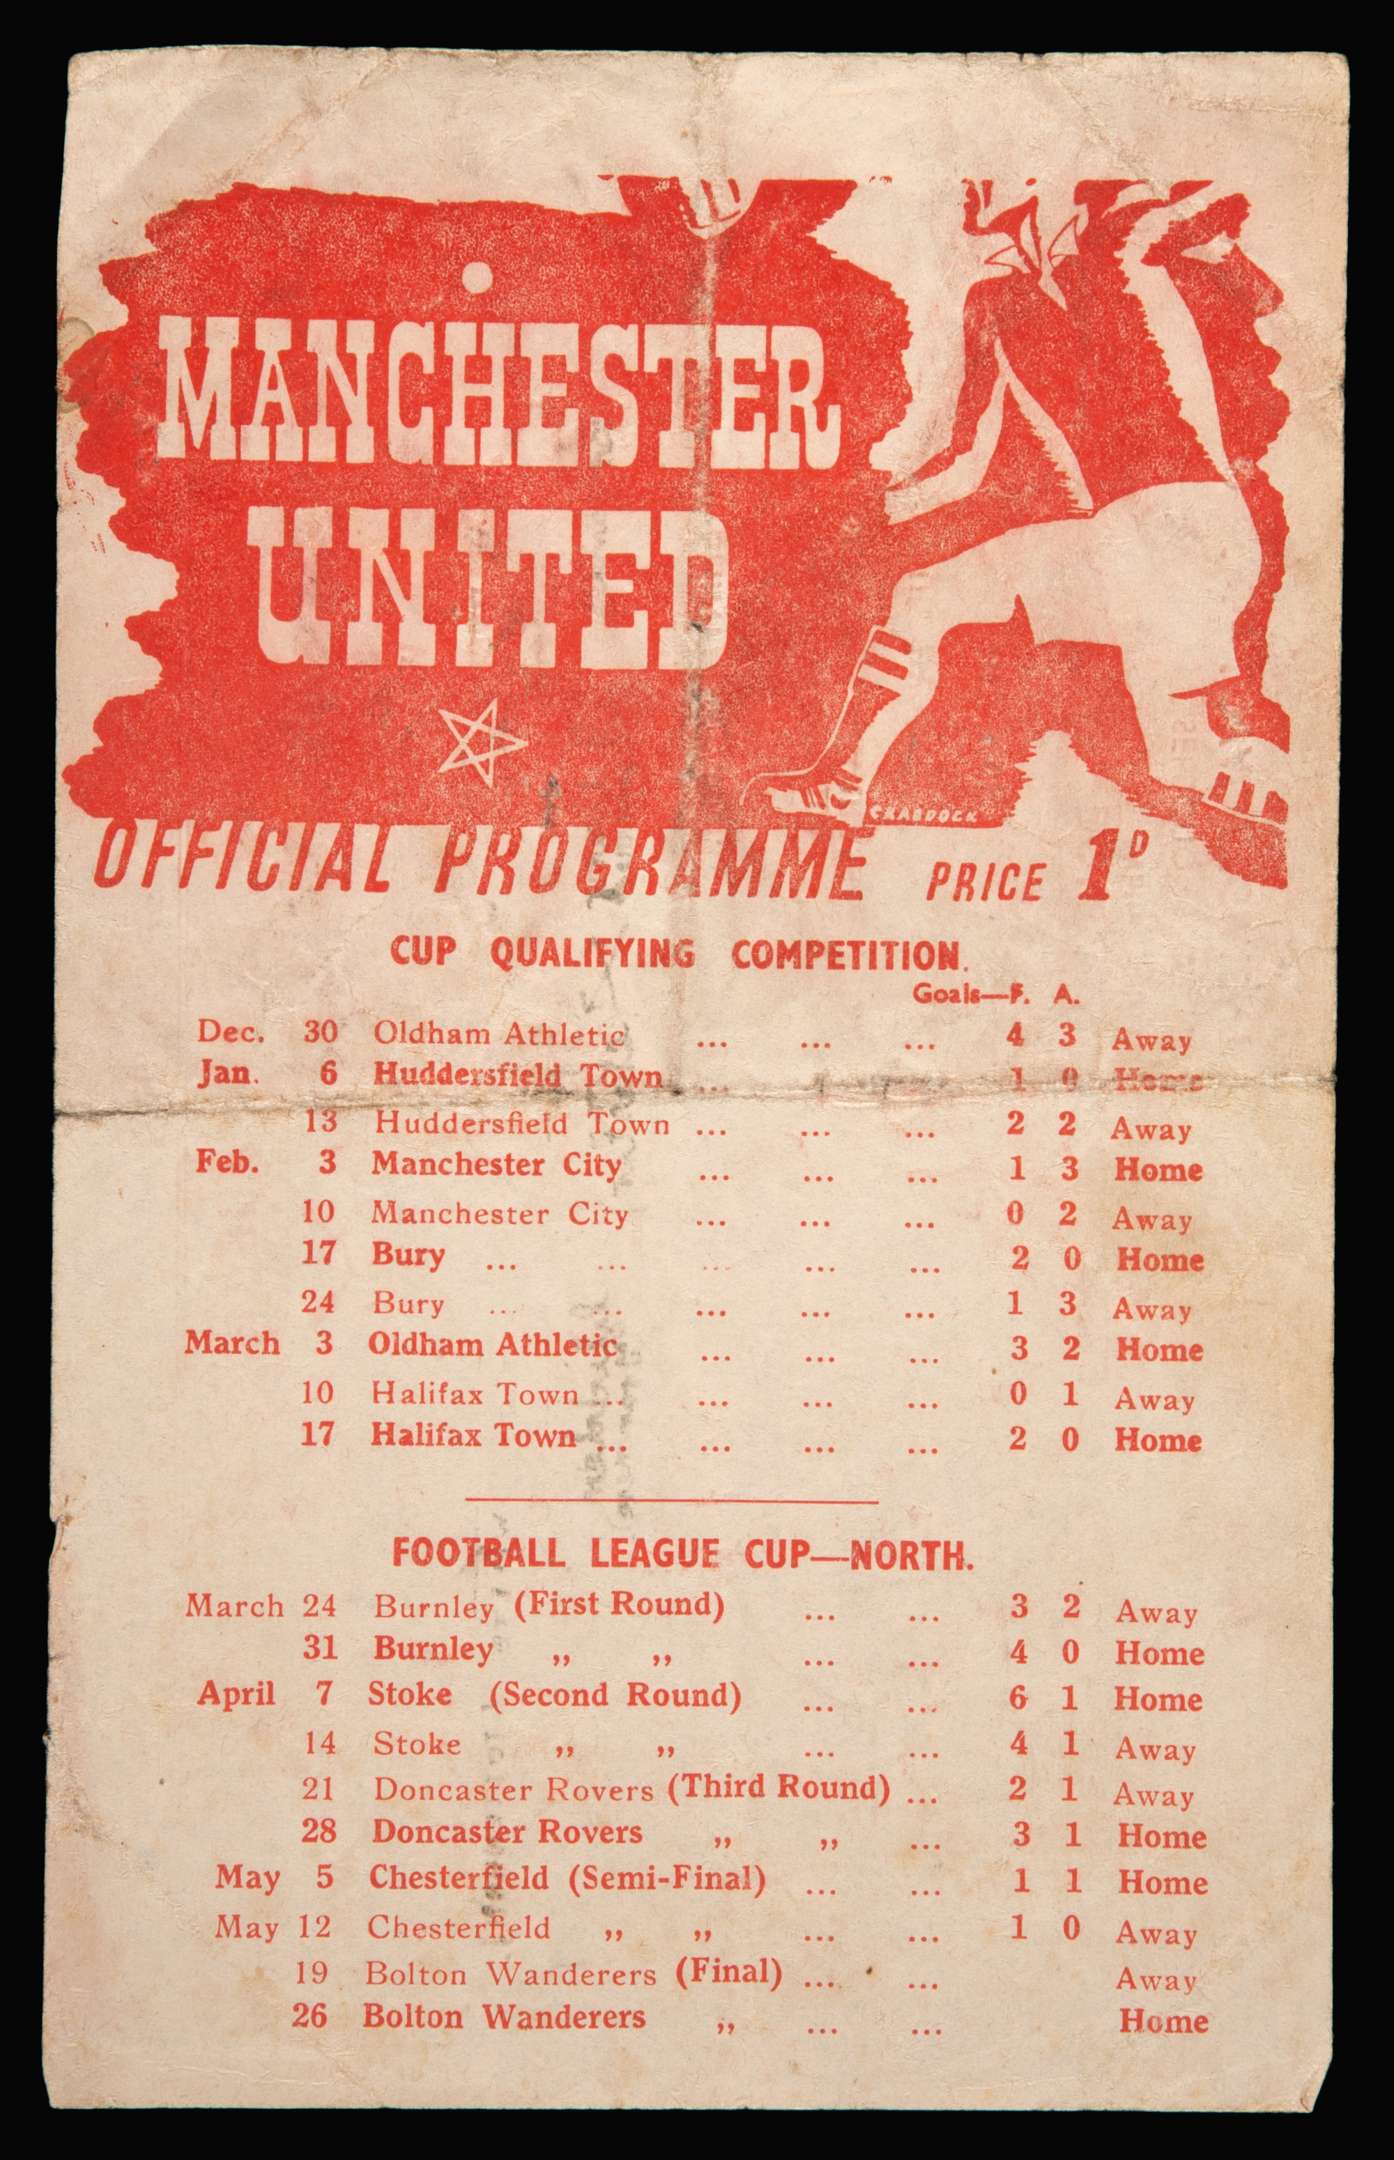 MANCHESTER
UNITED
CRADDOCK
OFFICIAL PROGRAMME PRICE 1D
CUP QUALIFYING COMPETITION.
Goals—F. A.
Dec. 30 Oldham Athletic ... ... ... 4 3 Away
Jan. 6 Huddersfield Town ... 1 0 Home
13 Huddersfield Town ... ... ... 2 2 Away
Feb. 3 Manchester City ... ... ... 1 3 Home
10 Manchester City ... ... ... 0 2 Away
17 Bury ... ... ... ... ... 2 0 Home
24 Bury ... ... ... ... ... 1 3 Away
March 3 Oldham Athletic ... ... ... 3 2 Home
10 Halifax Town ... ... ... ... 0 1 Away
17 Halifax Town ... ... ... ... 2 0 Home
FOOTBALL LEAGUE CUP—NORTH.
March 24 Burnley (First Round) ... ... 3 2 Away
31 Burnley ,, ,, ... ... 4 0 Home
April 7 Stoke (Second Round) ... ... 6 1 Home
14 Stoke ,, ,, ... ... 4 1 Away
21 Doncaster Rovers (Third Round) ... 2 1 Away
28 Doncaster Rovers ,, ,, ... 3 1 Home
May 5 Chesterfield (Semi-Final) ... ... 1 1 Home
May 12 Chesterfield ,, ,, ... ... 1 0 Away
19 Bolton Wanderers (Final) ... ... Away
26 Bolton Wanderers ,, ... ... Home